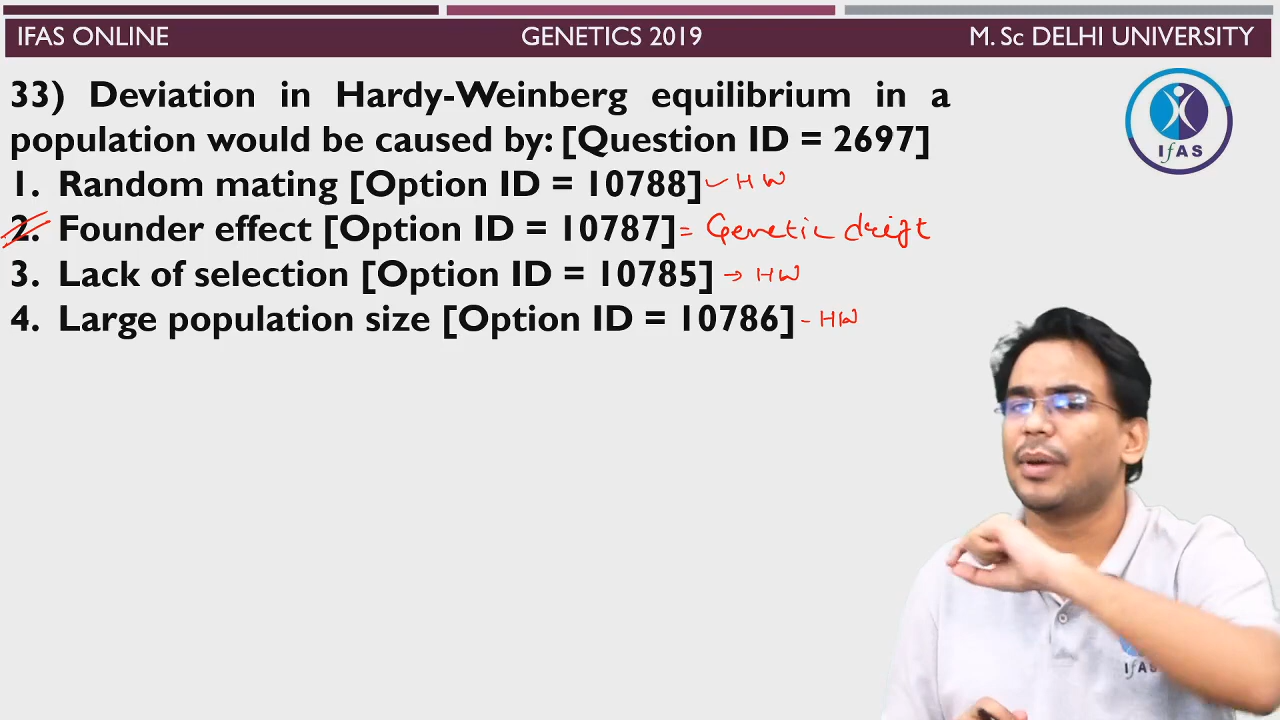 IFAS ONLINE GENETICS 2019 M. Sc DELHI UNIVERSITY
33) Deviation in Hardy-Weinberg equilibrium in a
population would be caused by: [Question ID = 2697]
1. Random mating [Option ID = 10788] ✓ HW
2. Founder effect [Option ID = 10787] = Genetic drift
3. Lack of selection [Option ID = 10785] → HW
4. Large population size [Option ID = 10786] - HW
IfAS
IfAS